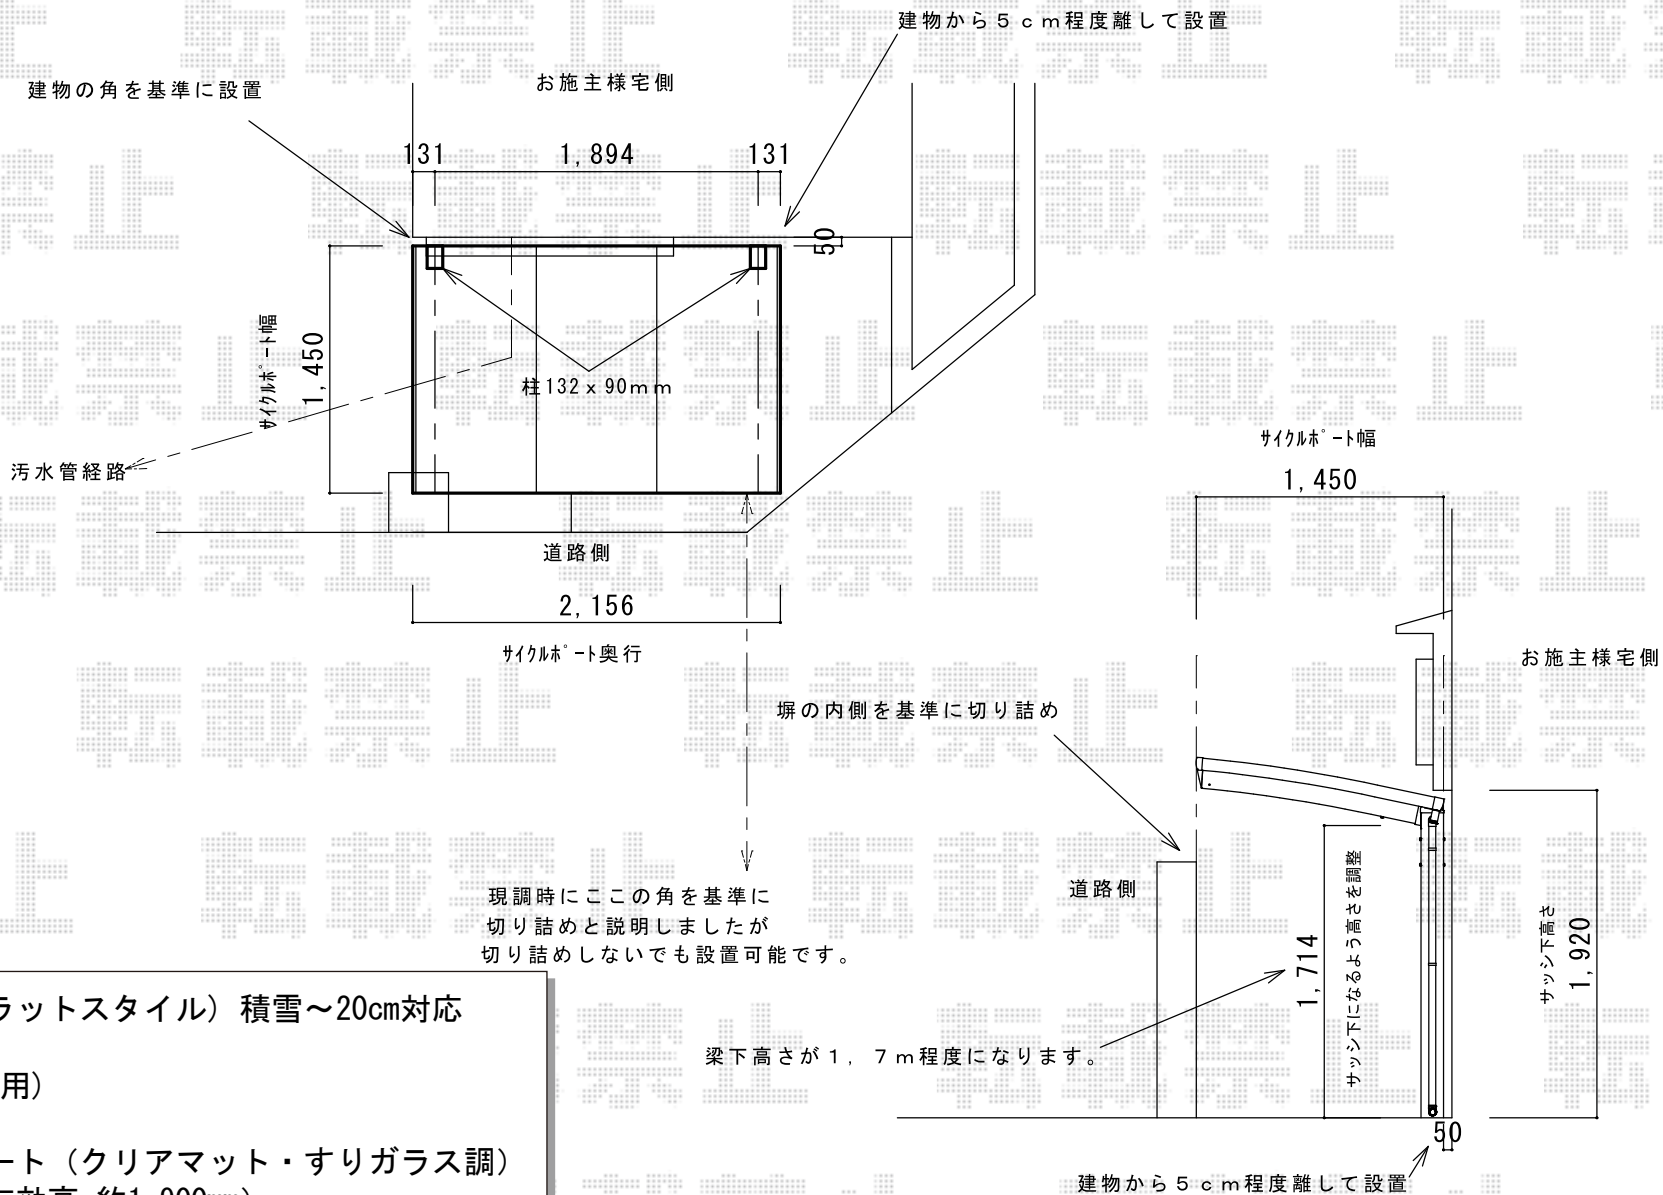 建物から５ｃｍ程度離して設置
建物の角を基準に設置
お施主様宅側
131
1,894
131
50
サイクルポート幅
1,450
柱132ｘ90ｍｍ
汚水管経路
道路側
2,156
サイクルポート奥行
サイクルポート幅
1,450
お施主様宅側
塀の内側を基準に切り詰め
道路側
現調時にここの角を基準に
切り詰めと説明しましたが
切り詰めしないでも設置可能です。
1,714
サッシ下になるよう高さを調整
サッシ下高さ
1,920
梁下高さが１，７ｍ程度になります。
50
建物から５ｃｍ程度離して設置
ラットスタイル）積雪～20cm対応
用）
ート（クリアマット・すりガラス調）
転載禁止